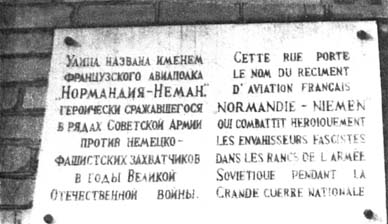 Улица названа именем
французского авиаполка
„Нормандия-Неман."
героически сражавшегося
в рядах Советской Армии
против немецко-
фашистских захватчиков
в годы Великой
Отечественной войны.
Cette rue porte
le nom du regiment
d'aviation français
„Normandie - Niemen
qui combattit heroiquement
les envahisseurs fascistes
dans les rangs de l'armée
Sovietique pendant la
Grande guerre nationale